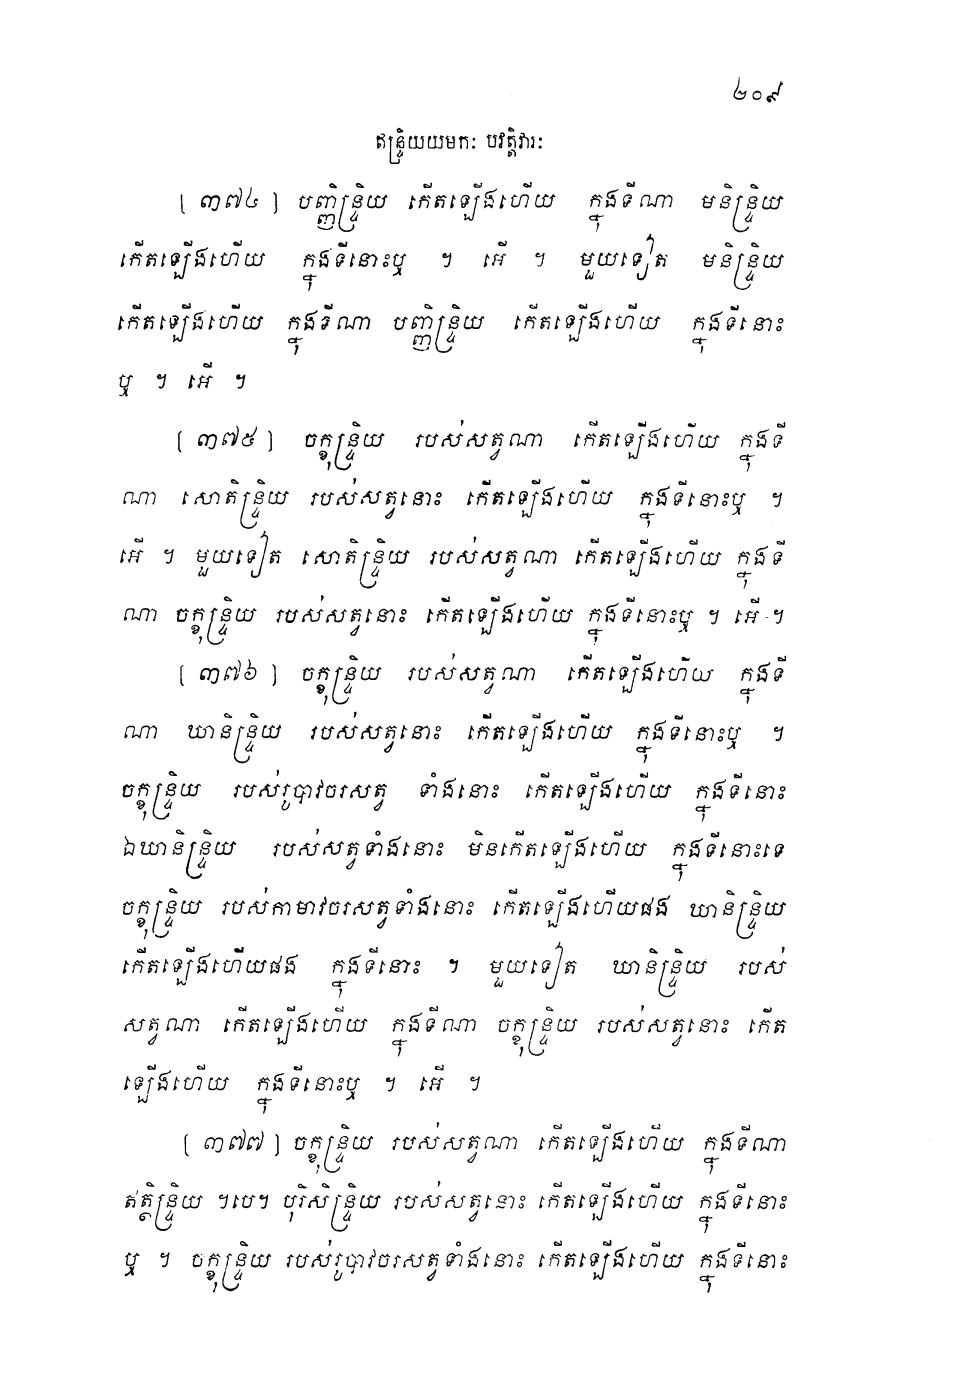 ២០៩
ឥន្ទ្រិយយមកៈ បវត្តិវារៈ
[ ៣៧៤ ] បញ្ញិន្ទ្រិយ កើតឡើងហើយ ក្នុងទីណា មនិន្ទ្រិយ
កើតឡើងហើយ ក្នុងទីនោះឬ ។ អើ ។ មួយទៀត មនិន្ទ្រិយ
កើតឡើងហើយ ក្នុងទីណា បញ្ញិន្ទ្រិយ កើតឡើងហើយ ក្នុងទីនោះ
ឬ ។ អើ ។
[ ៣៧៥ ] ចក្ខុន្ទ្រិយ របស់សត្វណា កើតឡើងហើយ ក្នុងទី
ណា សោតិន្ទ្រិយ របស់សត្វនោះ កើតឡើងហើយ ក្នុងទីនោះឬ ។
អើ ។ មួយទៀត សោតិន្ទ្រិយ របស់សត្វណា កើតឡើងហើយ ក្នុងទី
ណា ចក្ខុន្ទ្រិយ របស់សត្វនោះ កើតឡើងហើយ ក្នុងទីនោះឬ ។ អើ ។
[ ៣៧៦ ] ចក្ខុន្ទ្រិយ របស់សត្វណា កើតឡើងហើយ ក្នុងទី
ណា ឃានិន្ទ្រិយ របស់សត្វនោះ កើតឡើងហើយ ក្នុងទីនោះឬ ។
ចក្ខុន្ទ្រិយ របស់រូបាវចរសត្វ ទាំងនោះ កើតឡើងហើយ ក្នុងទីនោះ
ឯឃានិន្ទ្រិយ របស់សត្វទាំងនោះ មិនកើតឡើងហើយ ក្នុងទីនោះទេ
ចក្ខុន្ទ្រិយ របស់កាមាវចរសត្វទាំងនោះ កើតឡើងហើយផង ឃានិន្ទ្រិយ
កើតឡើងហើយផង ក្នុងទីនោះ ។ មួយទៀត ឃានិន្ទ្រិយ របស់
សត្វណា កើតឡើងហើយ ក្នុងទីណា ចក្ខុន្ទ្រិយ របស់សត្វនោះ កើត
ឡើងហើយ ក្នុងទីនោះឬ ។ អើ ។
[ ៣៧៧ ] ចក្ខុន្ទ្រិយ របស់សត្វណា កើតឡើងហើយ ក្នុងទីណា
ឥត្ថិន្ទ្រិយ ។បេ។ បុរិសិន្ទ្រិយ របស់សត្វនោះ កើតឡើងហើយ ក្នុងទីនោះ
ឬ ។ ចក្ខុន្ទ្រិយ របស់រូបាវចរសត្វទាំងនោះ កើតឡើងហើយ ក្នុងទីនោះ